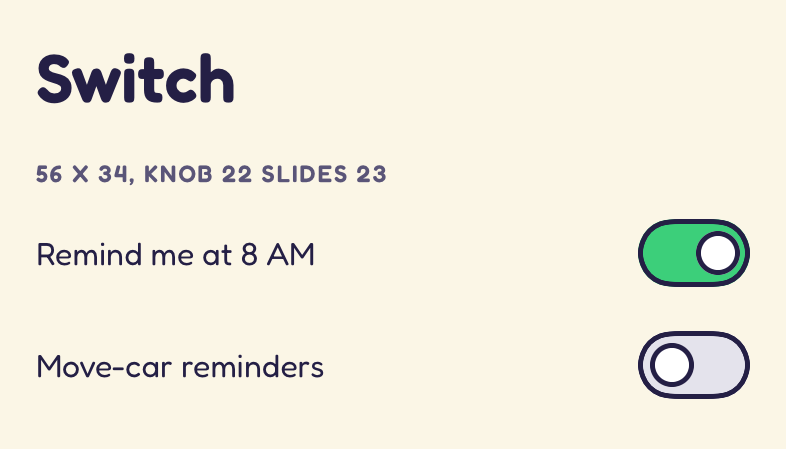 Switch
56 X 34, KNOB 22 SLIDES 23
Remind me at 8 AM
Move-car reminders